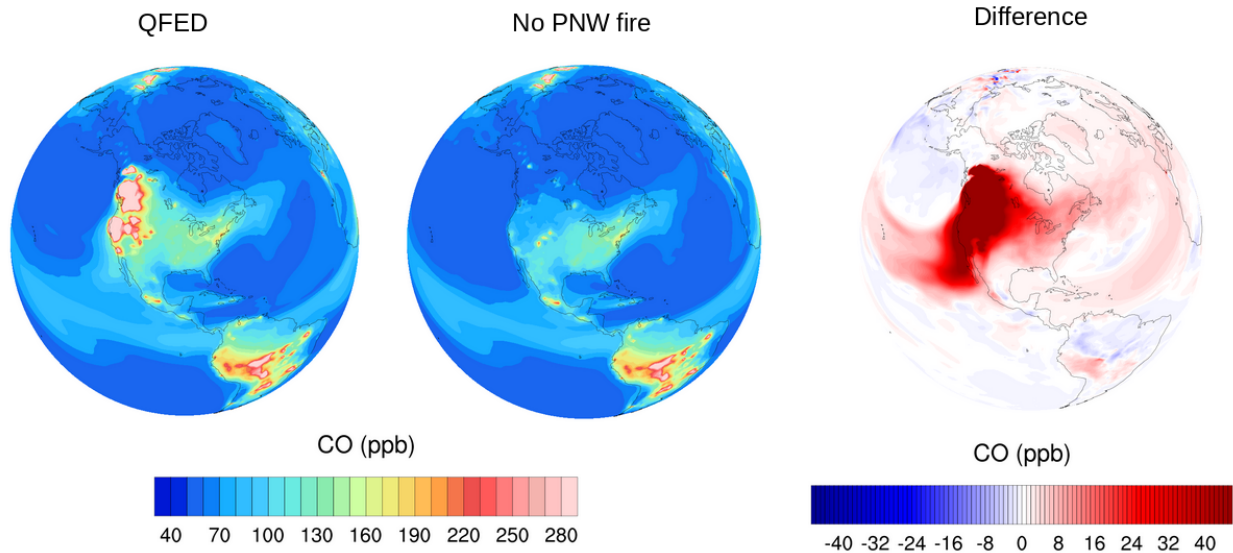 QFED
No PNW fire
Difference
CO (ppb)
40 70 100 130 160 190 220 250 280
CO (ppb)
-40 -32 -24 -16 -8 0 8 16 24 32 40